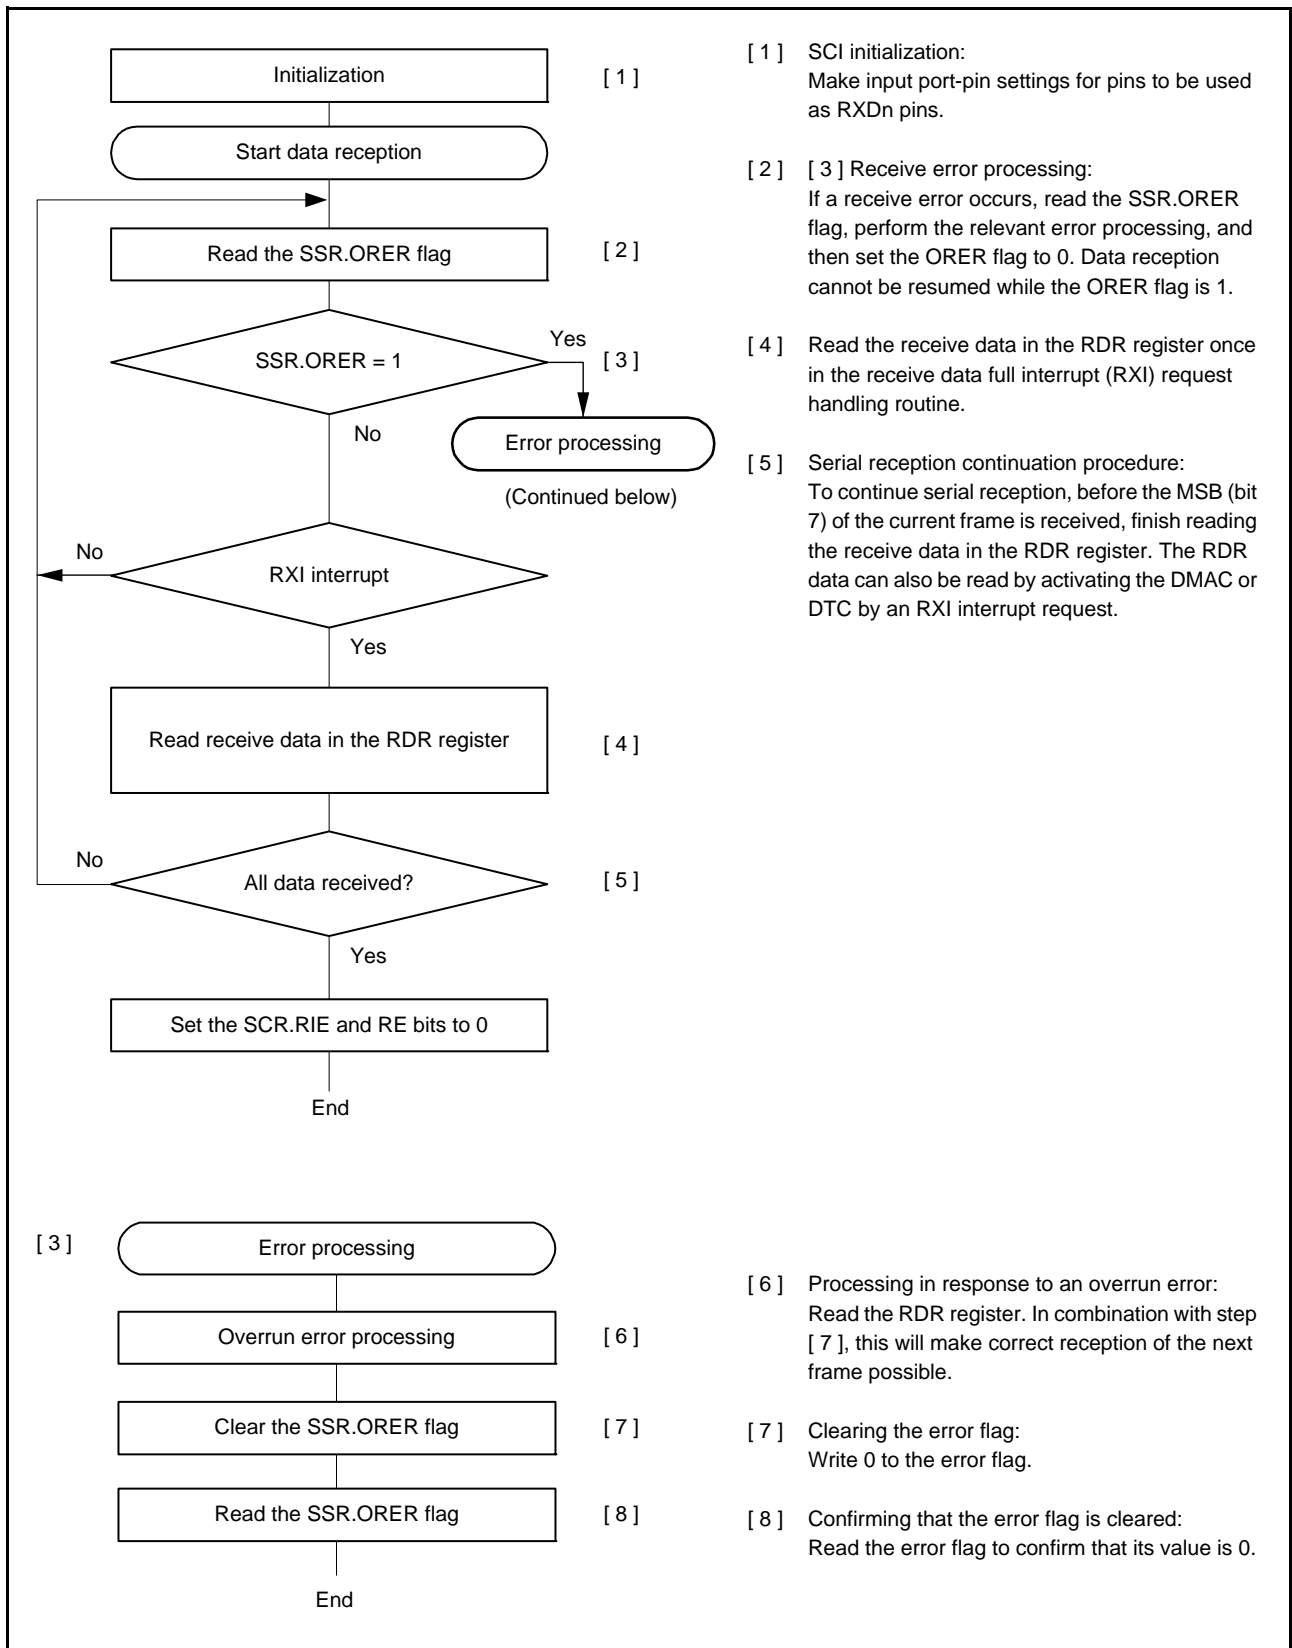 Initialization
[ 1 ]
Start data reception
Read the SSR.ORER flag
[ 2 ]
SSR.ORER = 1
Yes
[ 3 ]
No
Error processing
(Continued below)
No
RXI interrupt
Yes
Read receive data in the RDR register
[ 4 ]
No
All data received?
[ 5 ]
Yes
Set the SCR.RIE and RE bits to 0
End
[ 1 ] SCI initialization:
Make input port-pin settings for pins to be used
as RXDn pins.
[ 2 ] [ 3 ] Receive error processing:
If a receive error occurs, read the SSR.ORER
flag, perform the relevant error processing, and
then set the ORER flag to 0. Data reception
cannot be resumed while the ORER flag is 1.
[ 4 ] Read the receive data in the RDR register once
in the receive data full interrupt (RXI) request
handling routine.
[ 5 ] Serial reception continuation procedure:
To continue serial reception, before the MSB (bit
7) of the current frame is received, finish reading
the receive data in the RDR register. The RDR
data can also be read by activating the DMAC or
DTC by an RXI interrupt request.
[ 3 ]
Error processing
Overrun error processing
[ 6 ]
Clear the SSR.ORER flag
[ 7 ]
Read the SSR.ORER flag
[ 8 ]
End
[ 6 ] Processing in response to an overrun error:
Read the RDR register. In combination with step
[ 7 ], this will make correct reception of the next
frame possible.
[ 7 ] Clearing the error flag:
Write 0 to the error flag.
[ 8 ] Confirming that the error flag is cleared:
Read the error flag to confirm that its value is 0.